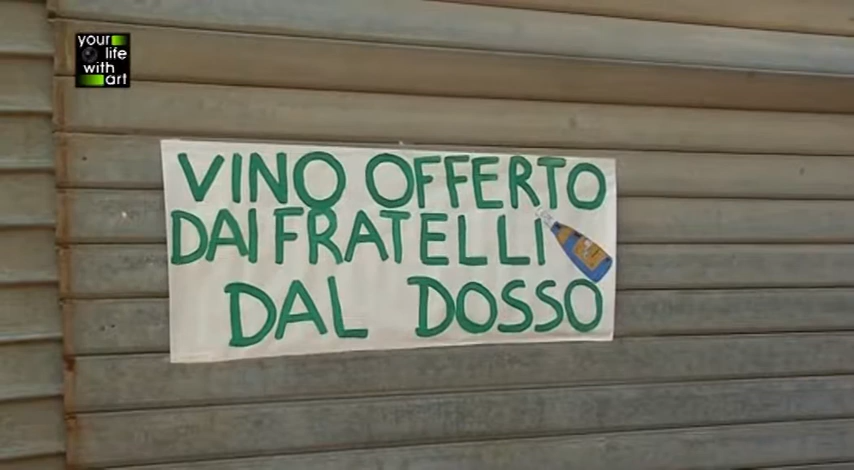 your
life
with
art
VINO OFFERTO
DAI FRATELLI
DAL DOSSO